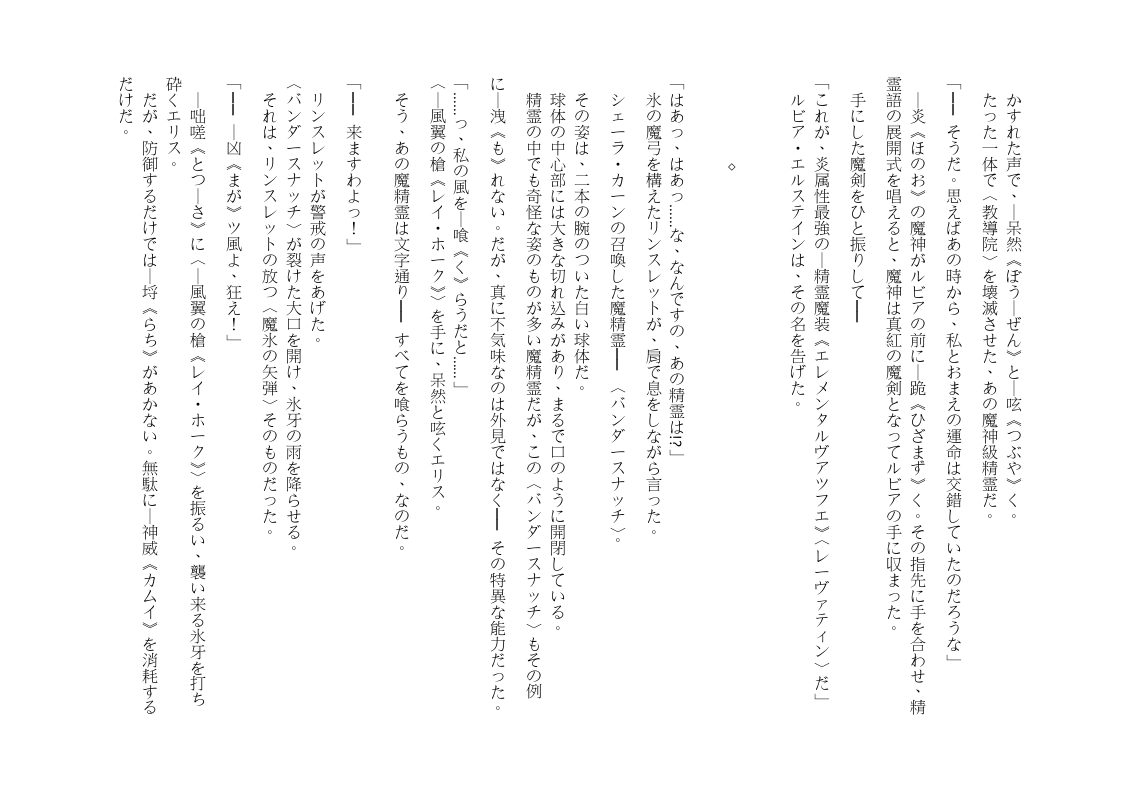 かすれた声で、―呆然《ぼう―ぜん》と―呟《つぶや》く。
たった一体で〈教導院〉を壊滅させた、あの魔神級精霊だ。
「━━ そうだ。思えばあの時から、私とおまえの運命は交錯していたのだろうな」
―炎《ほのお》の魔神がルビアの前に―跪《ひざまず》く。その指先に手を合わせ、精
霊語の展開式を唱えると、魔神は真紅の魔剣となってルビアの手に収まった。
手にした魔剣をひと振りして━━
「これが、炎属性最強の―精霊魔装《エレメンタルヴァッフェ》〈レーヴァティン〉だ」
ルビア・エルステインは、その名を告げた。
◇
「はあっ、はあっ……な、なんですの、あの精霊は!?」
氷の魔弓を構えたリンスレットが、肩で息をしながら言った。
シェーラ・カーンの召喚した魔精霊━━ 〈バンダースナッチ〉。
その姿は、二本の腕のついた白い球体だ。
球体の中心部には大きな切れ込みがあり、まるで口のように開閉している。
精霊の中でも奇怪な姿のものが多い魔精霊だが、この〈バンダースナッチ〉もその例
に―洩《も》れない。だが、真に不気味なのは外見ではなく━━ その特異な能力だった。
「……っ、私の風を―喰《く》らうだと……」
〈―風翼の槍《レイ・ホーク》〉を手に、呆然と呟くエリス。
そう、あの魔精霊は文字通り━━ すべてを喰らうもの、なのだ。
「━━ 来ますわよっ！」
リンスレットが警戒の声をあげた。
〈バンダースナッチ〉が裂けた大口を開け、氷牙の雨を降らせる。
それは、リンスレットの放つ〈魔氷の矢弾〉そのものだった。
「━━ ―凶《まが》ツ風よ、狂え！」
―咄嗟《とつ―さ》に〈―風翼の槍《レイ・ホーク》〉を振るい、襲い来る氷牙を打ち
砕くエリス。
だが、防御するだけでは―埒《らち》があかない。無駄に―神威《カムイ》を消耗する
だけだ。